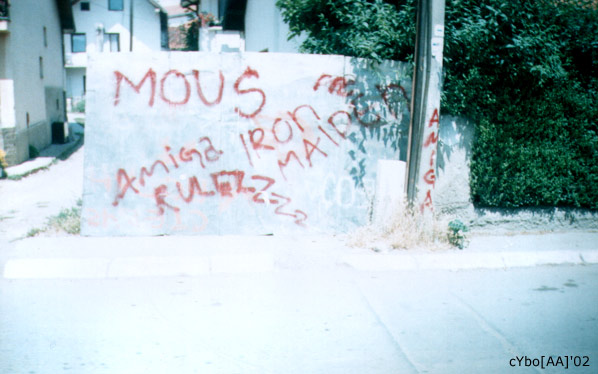 MOUS
IRON
MAIDEN
AMIGA
RULEZZZ
AMIGA
cYbo[AA]'02